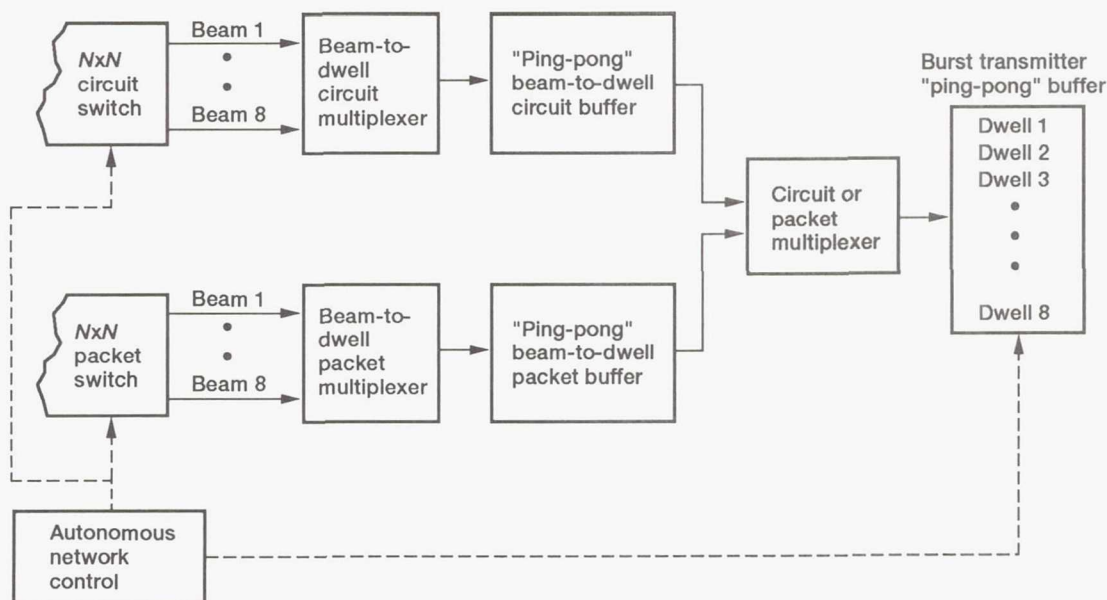 NxN
circuit
switch
Beam 1
Beam 8
Beam-to-
dwell
circuit
multiplexer
"Ping-pong"
beam-to-dwell
circuit buffer
NxN
packet
switch
Beam 1
Beam 8
Beam-to-
dwell
packet
multiplexer
"Ping-pong"
beam-to-dwell
packet buffer
Circuit or
packet
multiplexer
Burst transmitter
"ping-pong" buffer
Dwell 1
Dwell 2
Dwell 3
Dwell 8
Autonomous
network
control